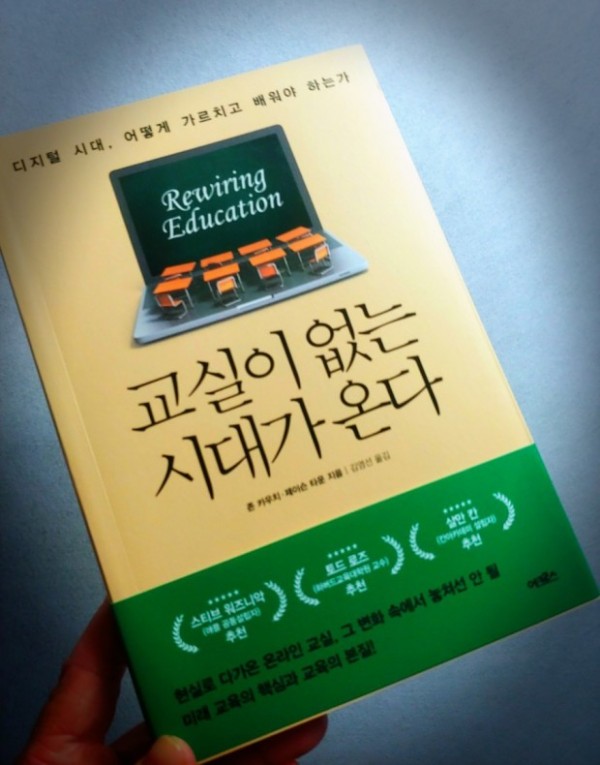 디지털 시대, 어떻게 가르치고 배워야 하는가
Rewiring
Education
교실이 없는
시대가 온다
존 카우치·제이슨 타운 지음 | 김영선 옮김
★★★★★
스티브 워즈니악
(애플 공동설립자)
추천
★★★★★
토드 로즈
(하버드교육대학원 교수)
추천
★★★★★
살만 칸
(칸아카데미 설립자)
추천
현실로 다가온 온라인 교실, 그 변화 속에서 놓쳐선 안 될
미래 교육의 핵심과 교육의 본질!
어크로스